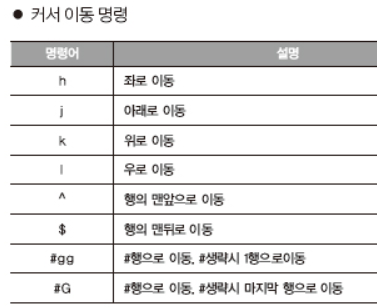 ● 커서 이동 명령
명령어 설명
h 좌로 이동
j 아래로 이동
k 위로 이동
l 우로 이동
^ 행의 맨앞으로 이동
$ 행의 맨뒤로 이동
#gg #행으로 이동, #생략시 1행으로이동
#G #행으로 이동, #생략시 마지막 행으로 이동